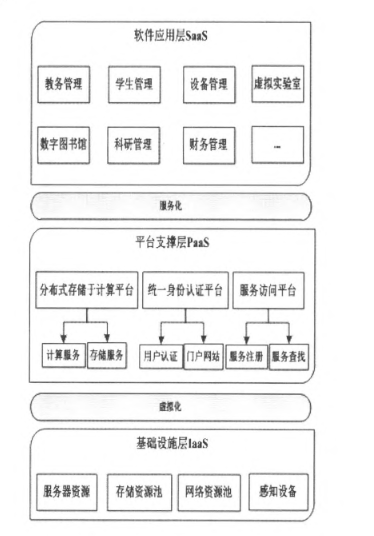 软件应用层SaaS
教务管理 学生管理 设备管理 虚拟实验室
数字图书馆 科研管理 财务管理 ...
服务化
平台支撑层PaaS
分布式存储于计算平台 统一身份认证平台 服务访问平台
计算服务 存储服务 用户认证 门户网站 服务注册 服务查找
虚拟化
基础设施层IaaS
服务器资源 存储资源池 网络资源池 感知设备